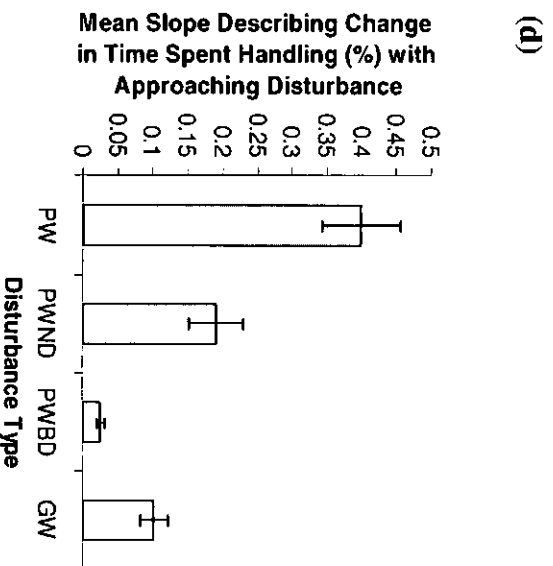 (d)
Mean Slope Describing Change
in Time Spent Handling (%) with
Approaching Disturbance
0.5
0.45
0.4
0.35
0.3
0.25
0.2
0.15
0.1
0.05
0
PW
PWND
PWBD
GW
Disturbance Type